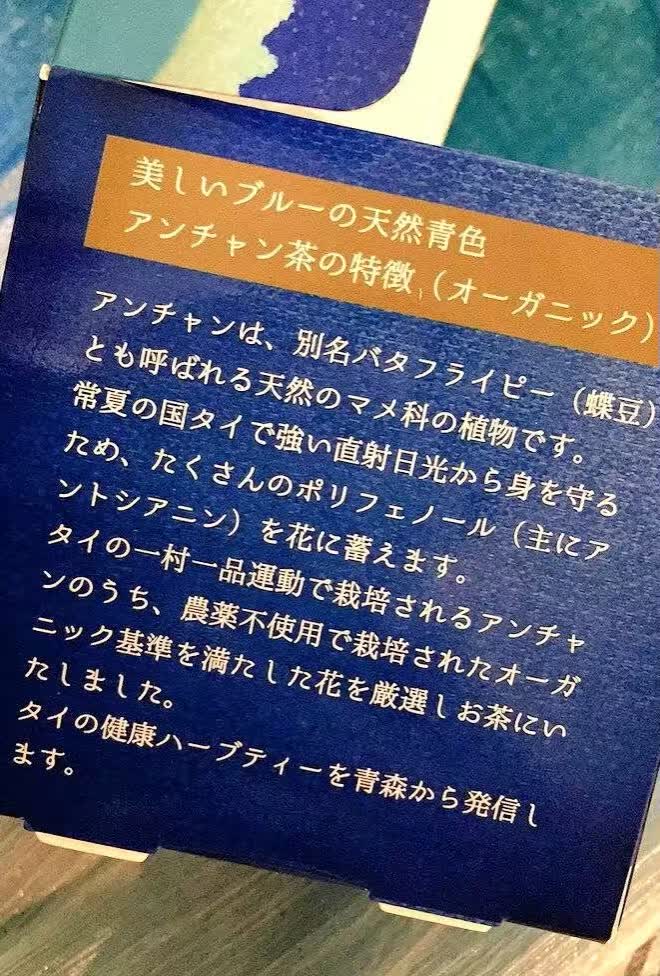 美しいブルーの天然青色
アンチャン茶の特徴(オーガニック)
アンチャンは、別名バタフライピー(蝶豆)
とも呼ばれる天然のマメ科の植物です。
常夏の国タイで強い直射日光から身を守る
ため、たくさんのポリフェノール(主にア
ントシアニン)を花に蓄えます。
タイの一村一品運動で栽培されるアンチャ
ンのうち、農薬不使用で栽培されたオーガ
ニック基準を満たした花を厳選しお茶にい
たしました。
タイの健康ハーブティーを青森から発信し
ます。